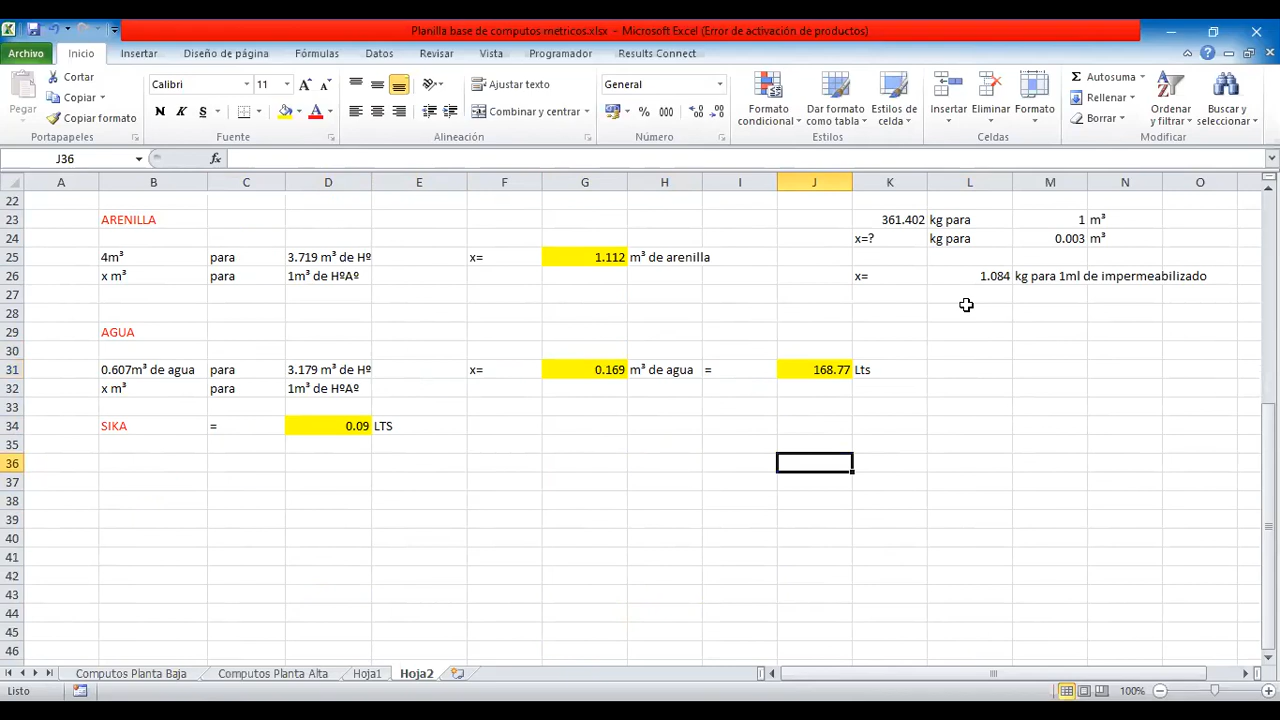 Planilla base de computos metricos.xlsx - Microsoft Excel (Error de activación de productos)
Archivo Inicio Insertar Diseño de página Fórmulas Datos Revisar Vista Programador Results Connect
Pegar
Cortar
Copiar
Copiar formato
Portapapeles
Calibri 11
N K S
Fuente
Ajustar texto
Combinar y centrar
Alineación
General
% 000
Número
Formato condicional
Dar formato como tabla
Estilos de celda
Estilos
Insertar
Eliminar
Formato
Celdas
Autosuma
Rellenar
Borrar
Ordenar y filtrar
Buscar y seleccionar
Modificar
J36 fx
A B C D E F G H I J K L M N O
22
23 ARENILLA 361.402 kg para 1 m³
24 x=? kg para 0.003 m³
25 4m³ para 3.719 m³ de Hº x= 1.112 m³ de arenilla
26 x m³ para 1m³ de HºAº x= 1.084 kg para 1ml de impermeabilizado
27
28
29 AGUA
30
31 0.607m³ de agua para 3.179 m³ de Hº x= 0.169 m³ de agua = 168.77 Lts
32 x m³ para 1m³ de HºAº
33
34 SIKA = 0.09 LTS
35
36
37
38
39
40
41
42
43
44
45
46
Computos Planta Baja Computos Planta Alta Hoja1 Hoja2
Listo 100%